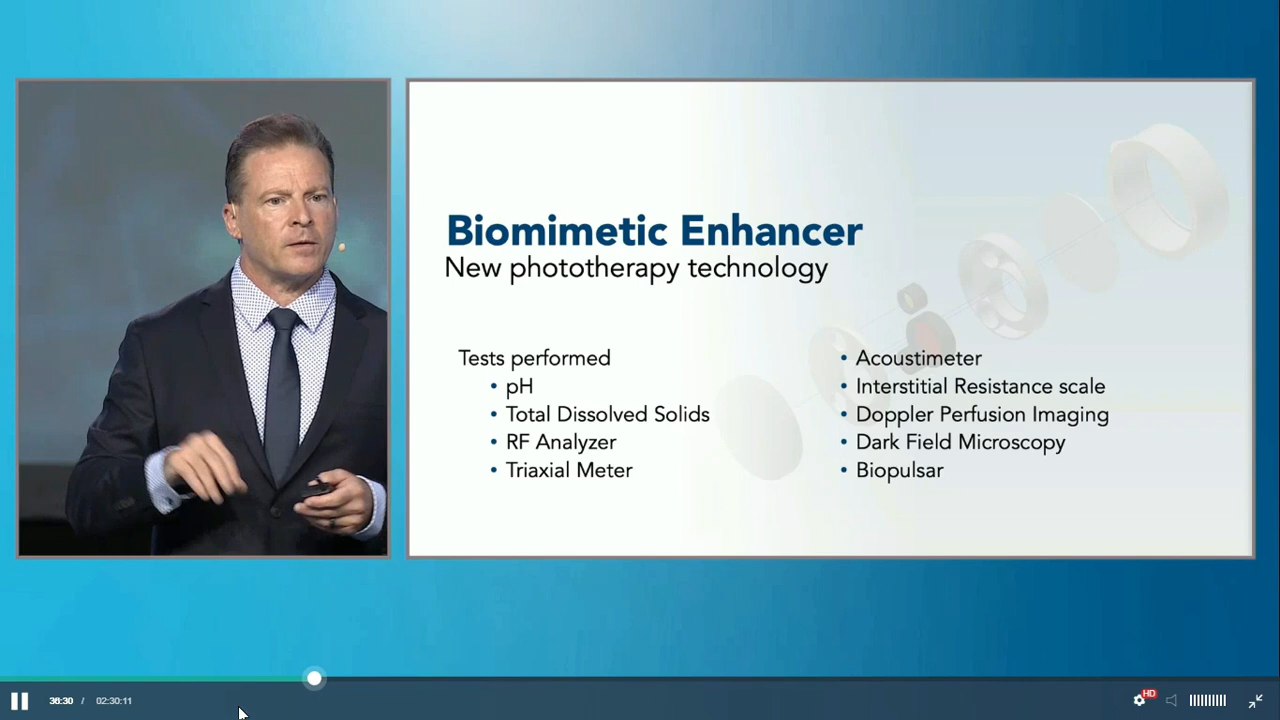 Biomimetic Enhancer
New phototherapy technology
Tests performed
• pH
• Total Dissolved Solids
• RF Analyzer
• Triaxial Meter
• Acoustimeter
• Interstitial Resistance scale
• Doppler Perfusion Imaging
• Dark Field Microscopy
• Biopulsar
36:30 / 02:30:11
HD